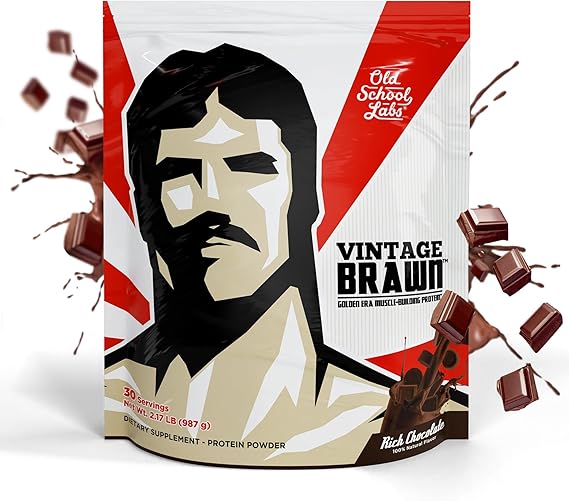 Old
School
Labs®
VINTAGE
BRAWN™
GOLDEN ERA MUSCLE-BUILDING PROTEIN
30 Servings
Net Wt. 2.17 LB (987 g)
DIETARY SUPPLEMENT - PROTEIN POWDER
Rich Chocolate
100% Natural Flavor